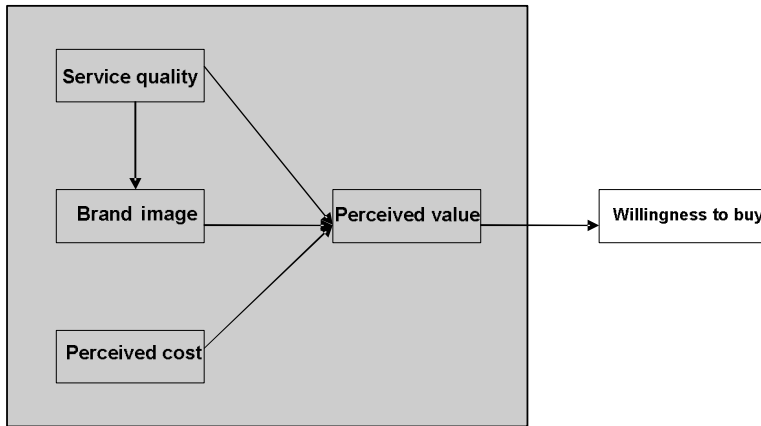 Service quality
Brand image
Perceived value
Willingness to buy
Perceived cost